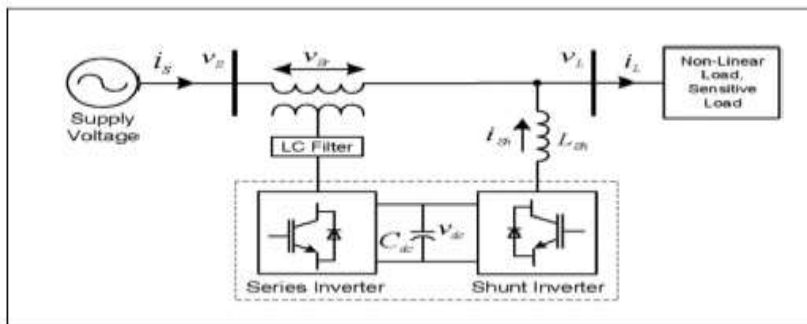 i_S
v_S
v_Sr
v_L
i_L
Non-Linear
Load,
Sensitive
Load
Supply
Voltage
LC Filter
i_Sh
L_Sh
C_dc
v_dc
Series Inverter
Shunt Inverter